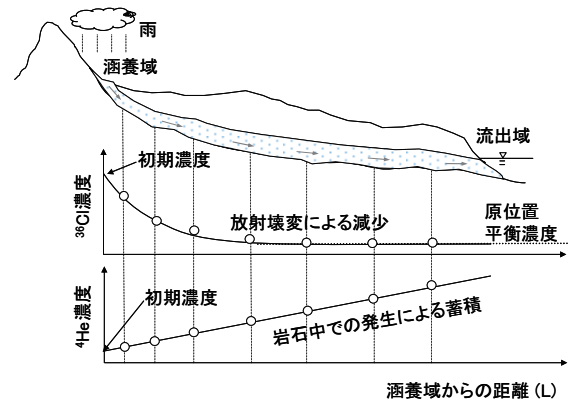 雨
涵養域
流出域
初期濃度
³⁶Cl濃度
放射壊変による減少
原位置
平衡濃度
⁴He濃度
初期濃度
岩石中での発生による蓄積
涵養域からの距離 (L)